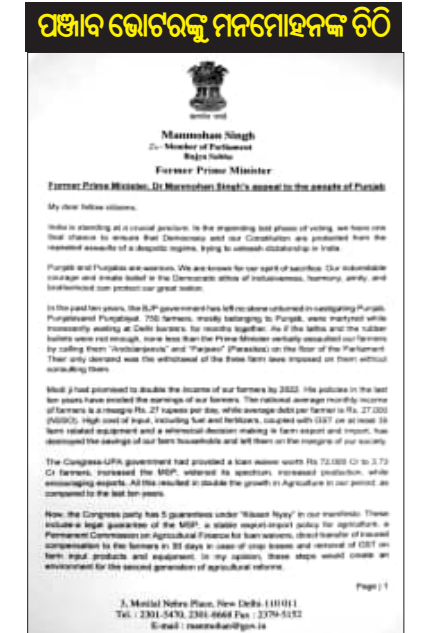 ପଞ୍ଜାବ ଭୋଟରଙ୍କୁ ମନମୋହନଙ୍କ ଚିଠି
Manmohan Singh
Ex- Member of Parliament
Rajya Sabha
Former Prime Minister
Former Prime Minister, Dr Manmohan Singh's appeal to the people of Punjab
My dear fellow citizens,
India is standing at a crucial juncture. In the impending last phase of voting, we have one
final chance to ensure that Democracy and our Constitution are protected from the
repeated assaults of a despotic regime, trying to unleash dictatorship in India.
Punjab and Punjabis are warriors. We are known for our spirit of sacrifice. Our indomitable
courage and innate belief in the Democratic ethos of inclusiveness, harmony, amity, and
brotherhood can protect our great nation.
In the past ten years, the BJP government has left no stone unturned in castigating Punjab,
Punjabis and Punjabiyat. 750 farmers, mostly belonging to Punjab, were martyred while
incessantly waiting at Delhi borders, for months together. As if the lathis and the rubber
bullets were not enough, none less than the Prime Minister verbally assaulted our farmers
by calling them "Andolanjeevis" and "Parjeevi" (Parasites) on the floor of the Parliament.
Their only demand was the withdrawal of the three farm laws imposed on them without
consulting them.
Modi ji had promised to double the income of our farmers by 2022. His policies in the last
ten years have eroded the earnings of our farmers. The national average monthly income
of farmers is a meagre Rs. 27 rupees per day, while average debt per farmer is Rs. 27,000
(NSSO). High cost of input, including fuel and fertilizers, coupled with GST on at least 35
farm related equipment and a whimsical decision making in farm export and import, has
destroyed the savings of our farm households and left them on the margins of our society.
The Congress-UPA government had provided a loan waiver worth Rs 72,000 Cr to 3.73
Cr farmers, increased the MSP, widened its spectrum, increased production, while
encouraging exports. All this resulted in double the growth in Agriculture in our period, as
compared to the last ten years.
Now, the Congress party has 5 guarantees under "Kisaan Nyay" in our manifesto. These
include a legal guarantee of the MSP, a stable export-import policy for agriculture, a
Permanent Commission on Agricultural Finance for loan waivers, direct transfer of insured
compensation to the farmers in 30 days in case of crop losses and removal of GST on
farm input products and equipment. In my opinion, these steps would create an
environment for the second generation of agricultural reforms.
Page | 1
3, Motilal Nehru Place, New Delhi-110 011
Tel. : 2301-5470, 2301-8668 Fax : 2379-5152
E-mail : manmohan@gov.in